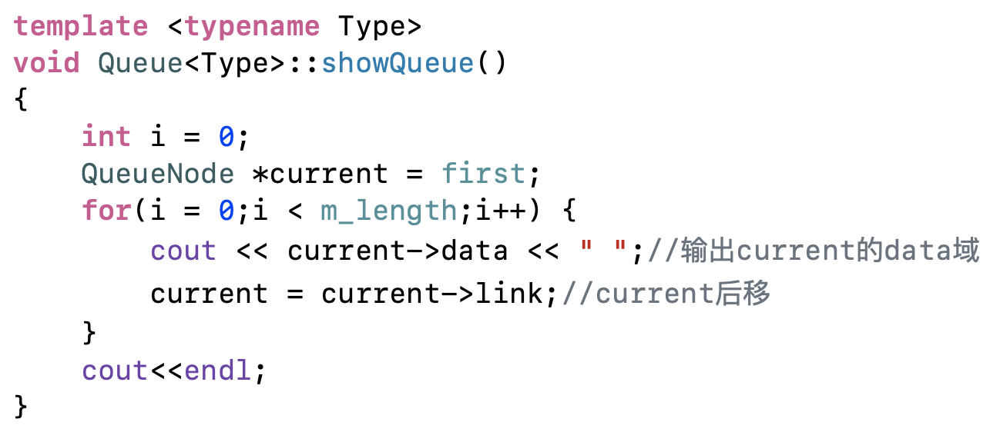 template <typename Type>
void Queue<Type>::showQueue()
{
    int i = 0;
    QueueNode *current = first;
    for(i = 0;i < m_length;i++) {
        cout << current->data << " ";//输出current的data域
        current = current->link;//current后移
    }
    cout<<endl;
}